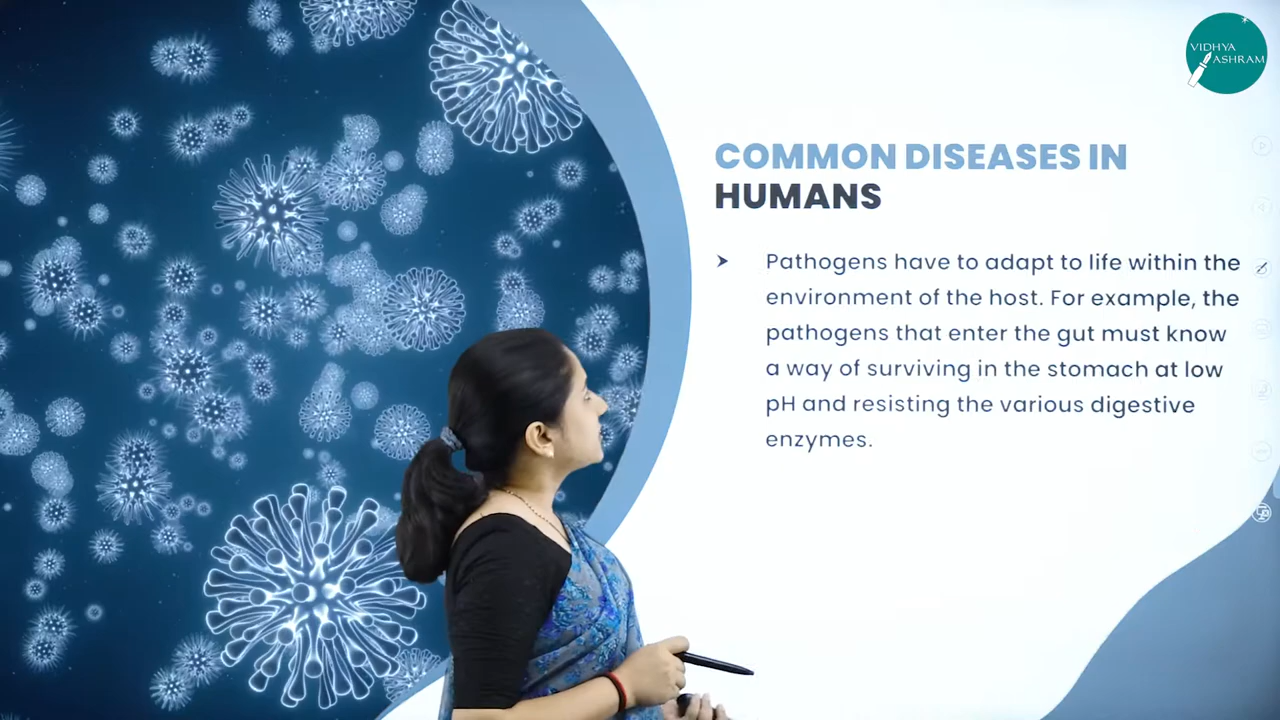 VIDHYA
ASHRAM
COMMON DISEASES IN
HUMANS
➤ Pathogens have to adapt to life within the
environment of the host. For example, the
pathogens that enter the gut must know
a way of surviving in the stomach at low
pH and resisting the various digestive
enzymes.